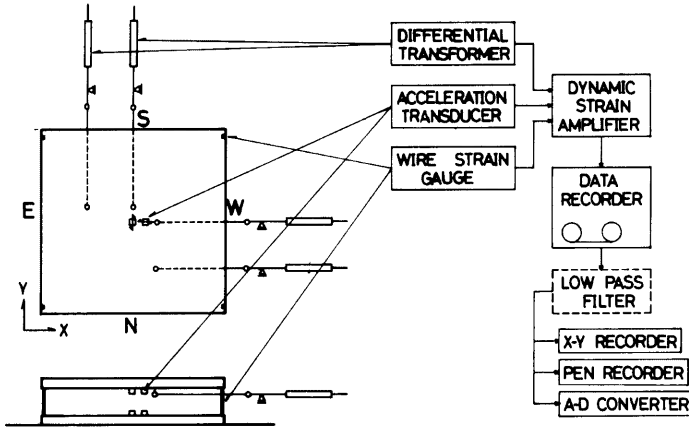 DIFFERENTIAL
TRANSFORMER
ACCELERATION
TRANSDUCER
WIRE STRAIN
GAUGE
DYNAMIC
STRAIN
AMPLIFIER
DATA
RECORDER
LOW PASS
FILTER
X-Y RECORDER
PEN RECORDER
A-D CONVERTER
S
E
W
N
Y
X